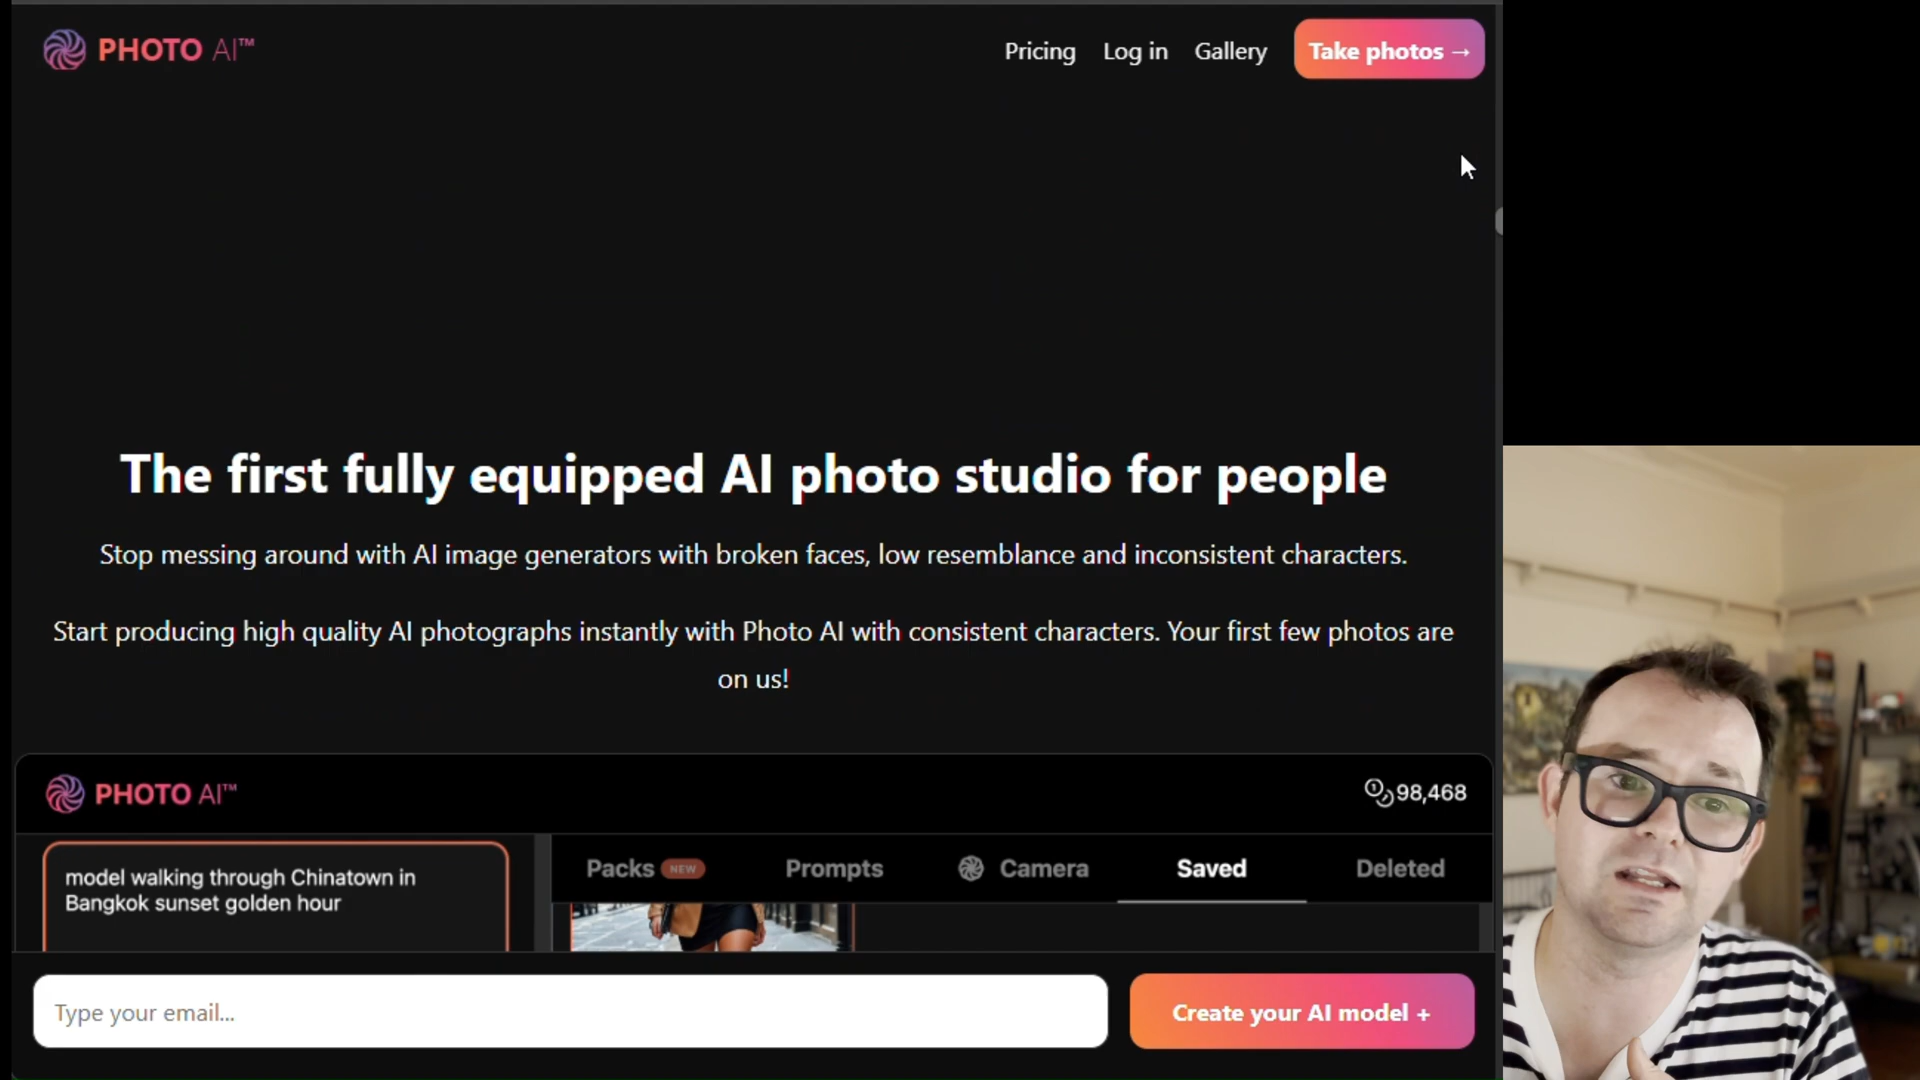 PHOTO AI™
Pricing
Log in
Gallery
Take photos →
The first fully equipped AI photo studio for people
Stop messing around with AI image generators with broken faces, low resemblance and inconsistent characters.
Start producing high quality AI photographs instantly with Photo AI with consistent characters. Your first few photos are
on us!
PHOTO AI™
98,468
model walking through Chinatown in
Bangkok sunset golden hour
Packs NEW
Prompts
Camera
Saved
Deleted
Type your email...
Create your AI model +